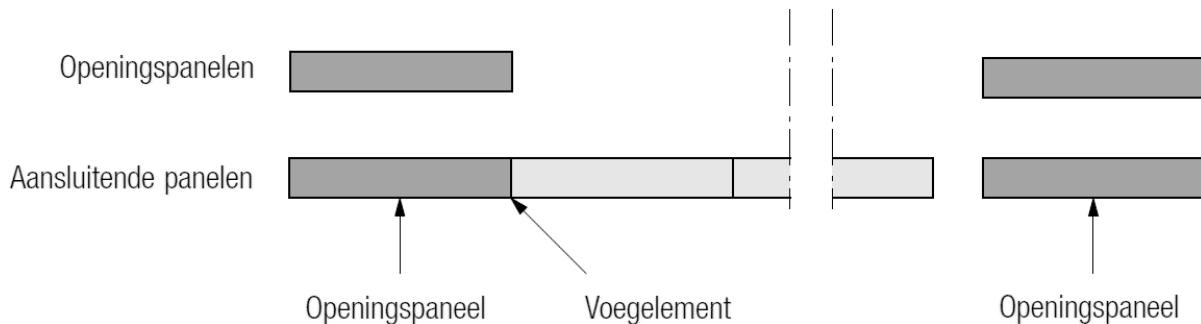 Openingspanelen
Aansluitende panelen
Openingspaneel
Voegelement
Openingspaneel